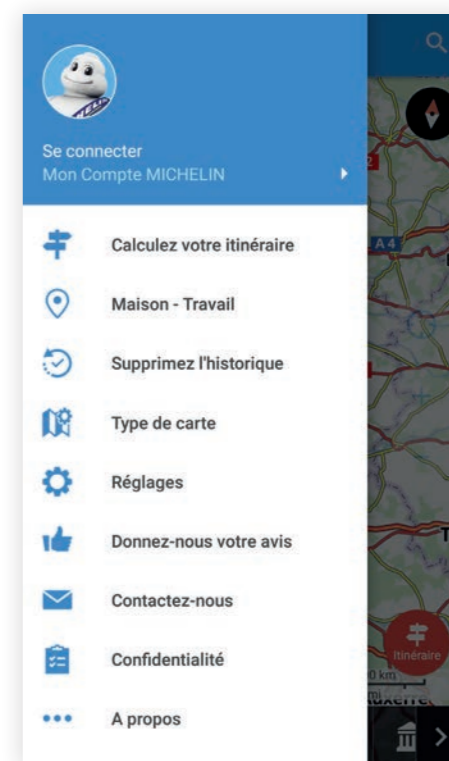 Se connecter
Mon Compte MICHELIN
Calculez votre itinéraire
Maison - Travail
Supprimez l'historique
Type de carte
Réglages
Donnez-nous votre avis
Contactez-nous
Confidentialité
A propos
A4
Itinéraire